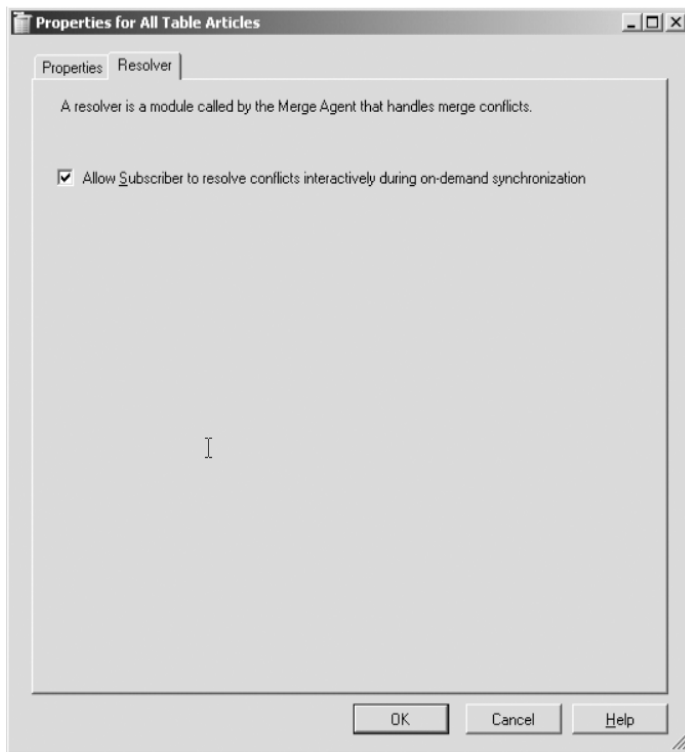 Properties for All Table Articles
Properties Resolver
A resolver is a module called by the Merge Agent that handles merge conflicts.
Allow Subscriber to resolve conflicts interactively during on-demand synchronization
OK Cancel Help